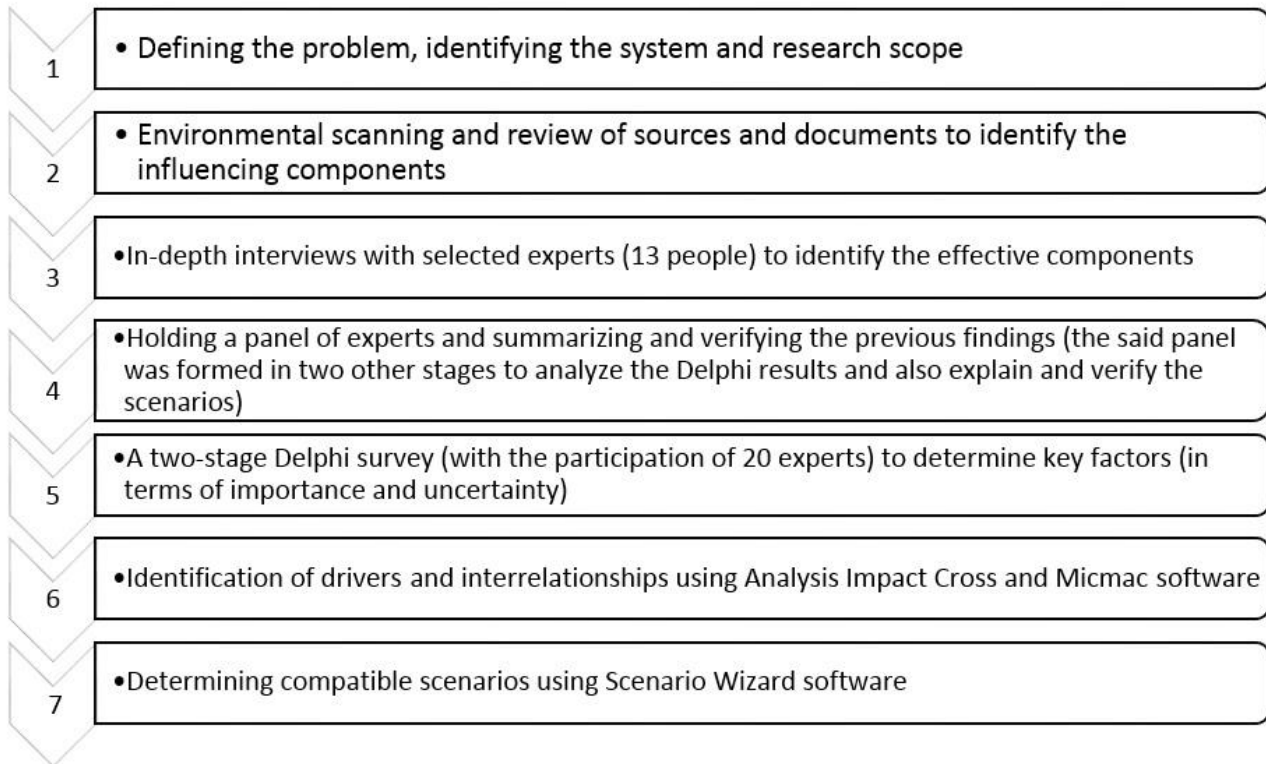 1
• Defining the problem, identifying the system and research scope
2
• Environmental scanning and review of sources and documents to identify the
influencing components
3
•In-depth interviews with selected experts (13 people) to identify the effective components
4
•Holding a panel of experts and summarizing and verifying the previous findings (the said panel
was formed in two other stages to analyze the Delphi results and also explain and verify the
scenarios)
5
•A two-stage Delphi survey (with the participation of 20 experts) to determine key factors (in
terms of importance and uncertainty)
6
•Identification of drivers and interrelationships using Analysis Impact Cross and Micmac software
7
•Determining compatible scenarios using Scenario Wizard software